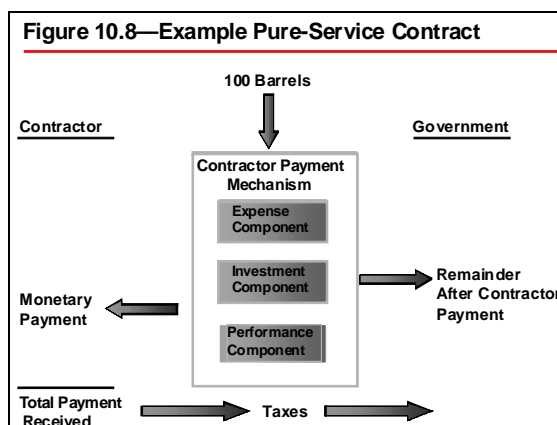 Figure 10.8—Example Pure-Service Contract
100 Barrels
Contractor
Government
Contractor Payment
Mechanism
Expense
Component
Investment
Component
Performance
Component
Monetary
Payment
Remainder
After Contractor
Payment
Total Payment
Received
Taxes